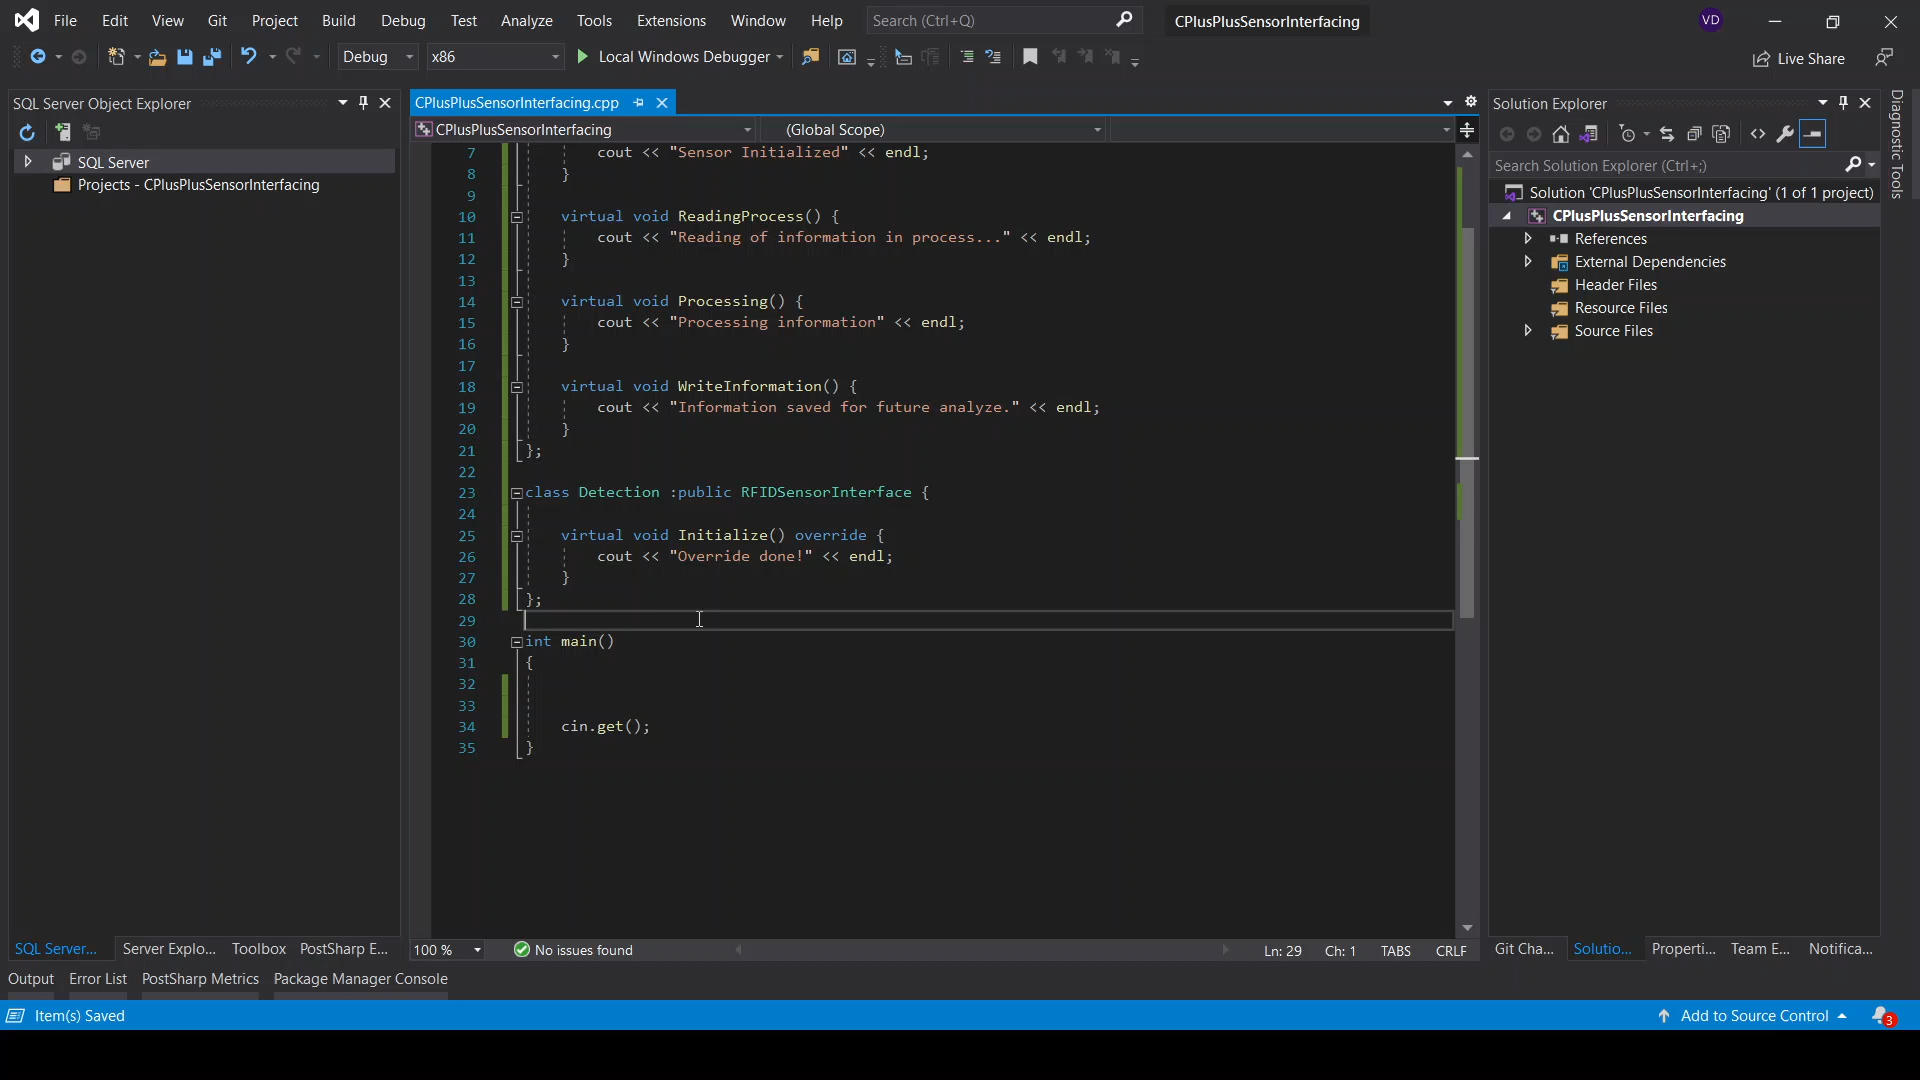 File Edit View Git Project Build Debug Test Analyze Tools Extensions Window Help Search (Ctrl+Q) CPlusPlusSensorInterfacing VD
Debug x86 Local Windows Debugger Live Share
SQL Server Object Explorer
SQL Server
Projects - CPlusPlusSensorInterfacing
CPlusPlusSensorInterfacing.cpp
CPlusPlusSensorInterfacing (Global Scope)
7 cout << "Sensor Initialized" << endl;
8 }
9
10 virtual void ReadingProcess() {
11 cout << "Reading of information in process..." << endl;
12 }
13
14 virtual void Processing() {
15 cout << "Processing information" << endl;
16 }
17
18 virtual void WriteInformation() {
19 cout << "Information saved for future analyze." << endl;
20 }
21 };
22
23 class Detection :public RFIDSensorInterface {
24
25 virtual void Initialize() override {
26 cout << "Override done!" << endl;
27 }
28 };
29
30 int main()
31 {
32
33
34 cin.get();
35 }
100 % No issues found Ln: 29 Ch: 1 TABS CRLF
Solution Explorer
Search Solution Explorer (Ctrl+;)
Solution 'CPlusPlusSensorInterfacing' (1 of 1 project)
CPlusPlusSensorInterfacing
References
External Dependencies
Header Files
Resource Files
Source Files
Diagnostic Tools
SQL Server... Server Explo... Toolbox PostSharp E...
Git Cha... Solutio... Properti... Team E... Notifica...
Output Error List PostSharp Metrics Package Manager Console
Item(s) Saved Add to Source Control 3